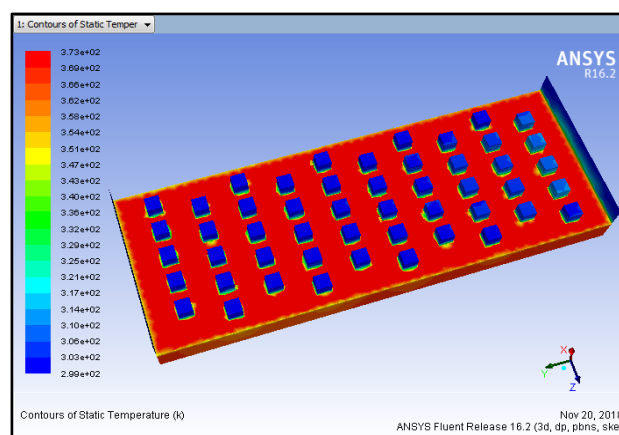 1: Contours of Static Temper
3.73e+02
3.69e+02
3.66e+02
3.62e+02
3.58e+02
3.54e+02
3.51e+02
3.47e+02
3.43e+02
3.40e+02
3.36e+02
3.32e+02
3.29e+02
3.25e+02
3.21e+02
3.17e+02
3.14e+02
3.10e+02
3.06e+02
3.03e+02
2.99e+02
ANSYS
R16.2
X
Y
Z
Contours of Static Temperature (k)
Nov 20, 2018
ANSYS Fluent Release 16.2 (3d, dp, pbns, ske